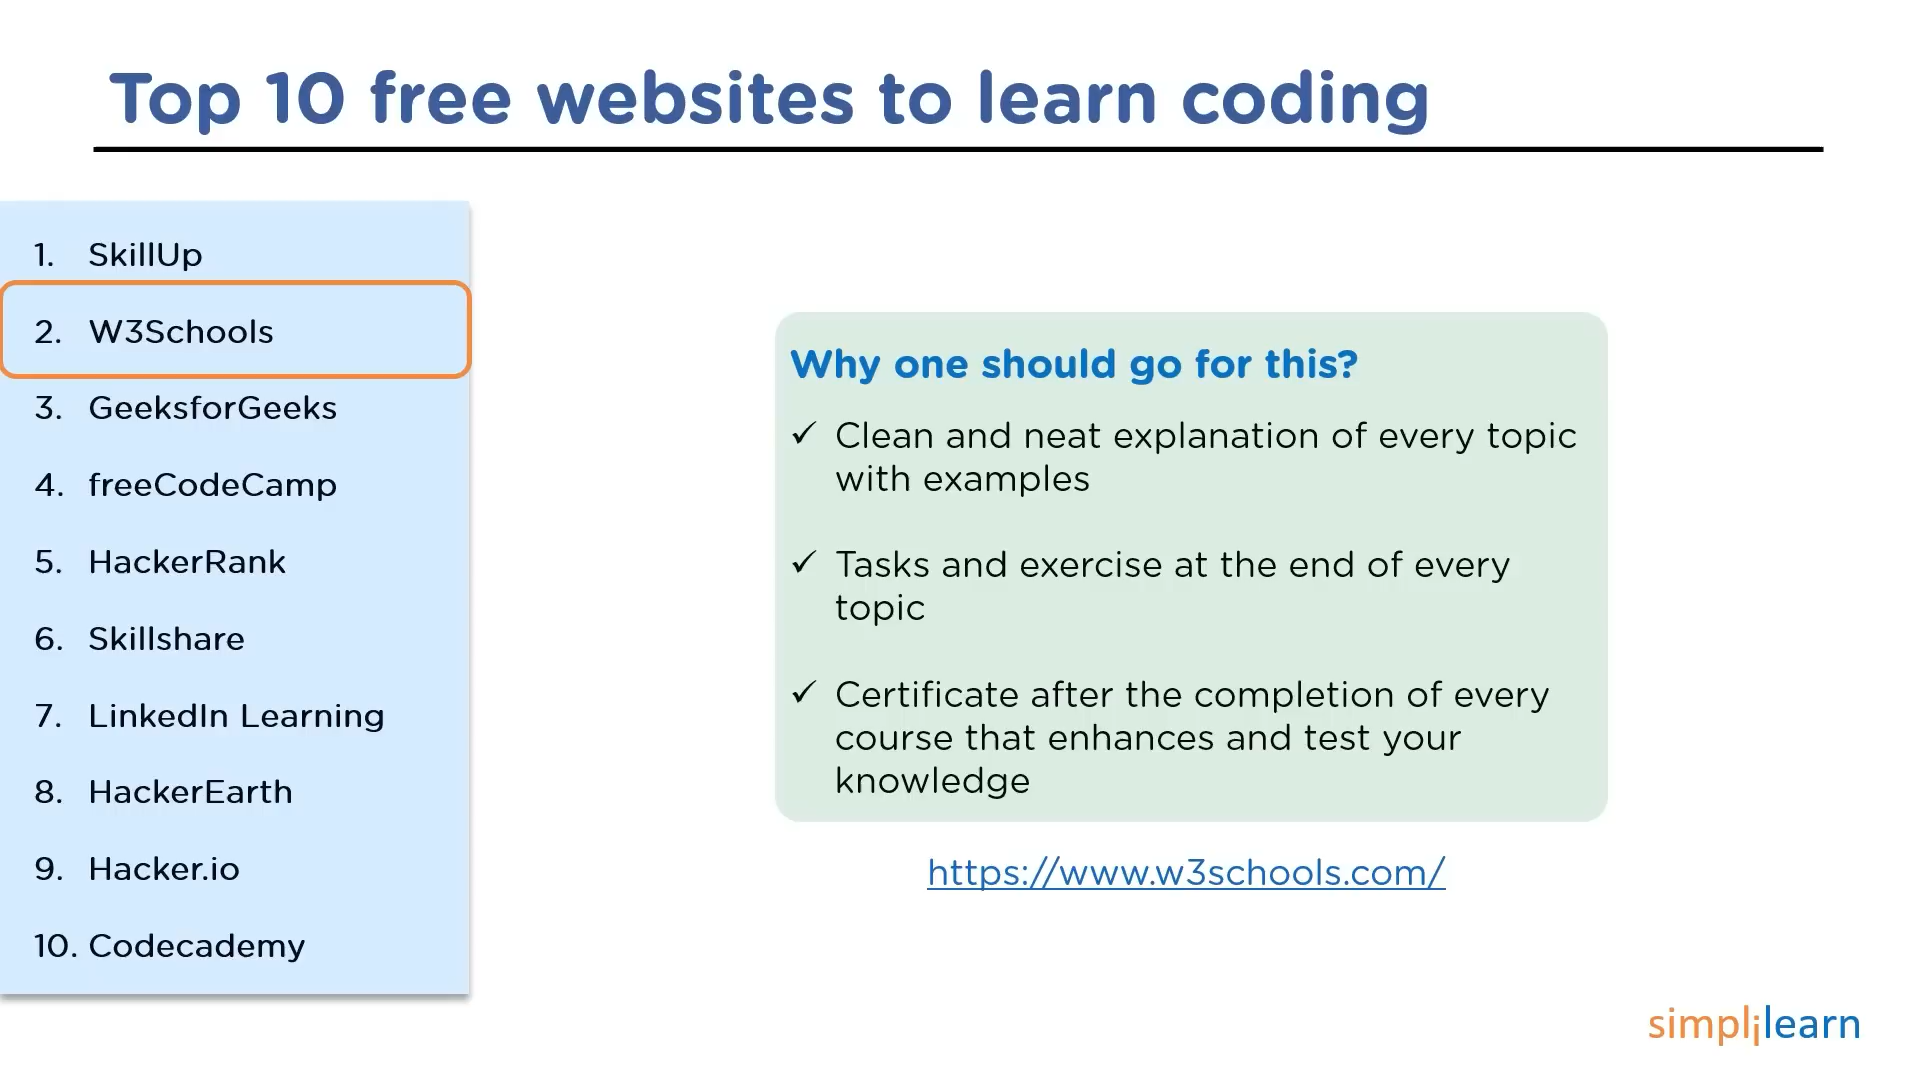 Top 10 free websites to learn coding
1. SkillUp
2. W3Schools
3. GeeksforGeeks
4. freeCodeCamp
5. HackerRank
6. Skillshare
7. LinkedIn Learning
8. HackerEarth
9. Hacker.io
10. Codecademy
Why one should go for this?
✓ Clean and neat explanation of every topic
with examples
✓ Tasks and exercise at the end of every
topic
✓ Certificate after the completion of every
course that enhances and test your
knowledge
https://www.w3schools.com/
simplilearn